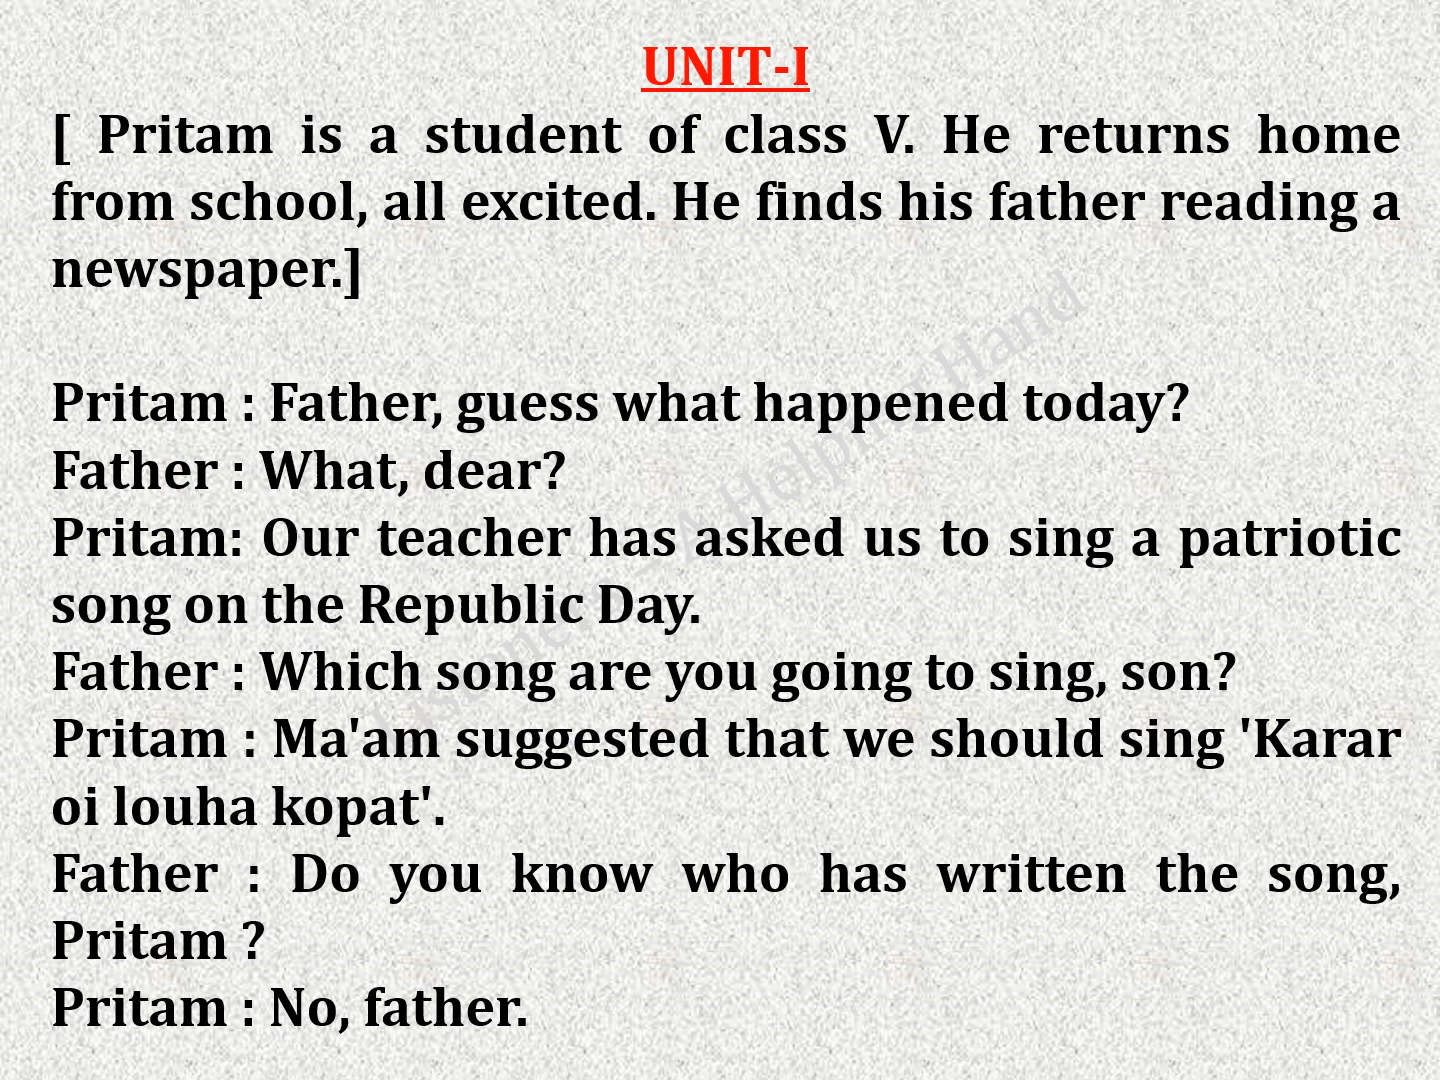 UNIT-I
[ Pritam is a student of class V. He returns home
from school, all excited. He finds his father reading a
newspaper.]
Pritam : Father, guess what happened today?
Father : What, dear?
Pritam: Our teacher has asked us to sing a patriotic
song on the Republic Day.
Father : Which song are you going to sing, son?
Pritam : Ma'am suggested that we should sing 'Karar
oi louha kopat'.
Father : Do you know who has written the song,
Pritam ?
Pritam : No, father.
Helping Hand